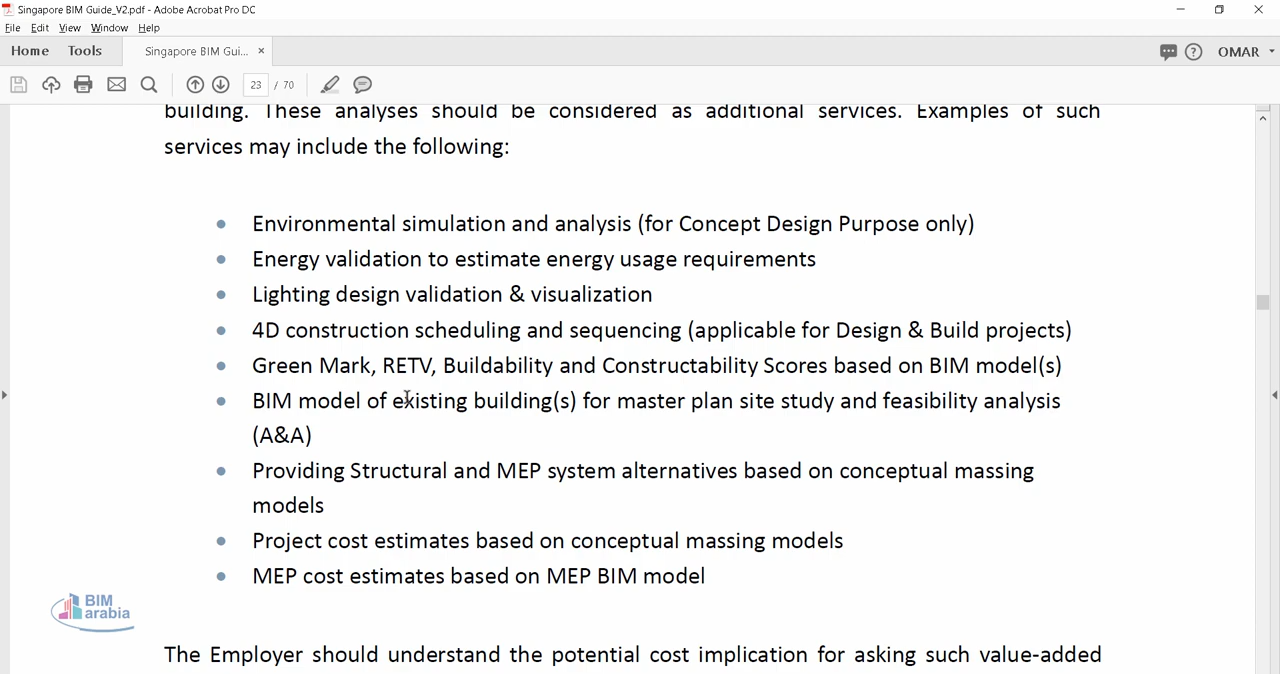 Singapore BIM Guide_V2.pdf - Adobe Acrobat Pro DC
File Edit View Window Help
Home Tools Singapore BIM Gui... × OMAR
23 / 70
building. These analyses should be considered as additional services. Examples of such
services may include the following:
• Environmental simulation and analysis (for Concept Design Purpose only)
• Energy validation to estimate energy usage requirements
• Lighting design validation & visualization
• 4D construction scheduling and sequencing (applicable for Design & Build projects)
• Green Mark, RETV, Buildability and Constructability Scores based on BIM model(s)
• BIM model of existing building(s) for master plan site study and feasibility analysis
(A&A)
• Providing Structural and MEP system alternatives based on conceptual massing
models
• Project cost estimates based on conceptual massing models
• MEP cost estimates based on MEP BIM model
BIM
arabia
The Employer should understand the potential cost implication for asking such value-added